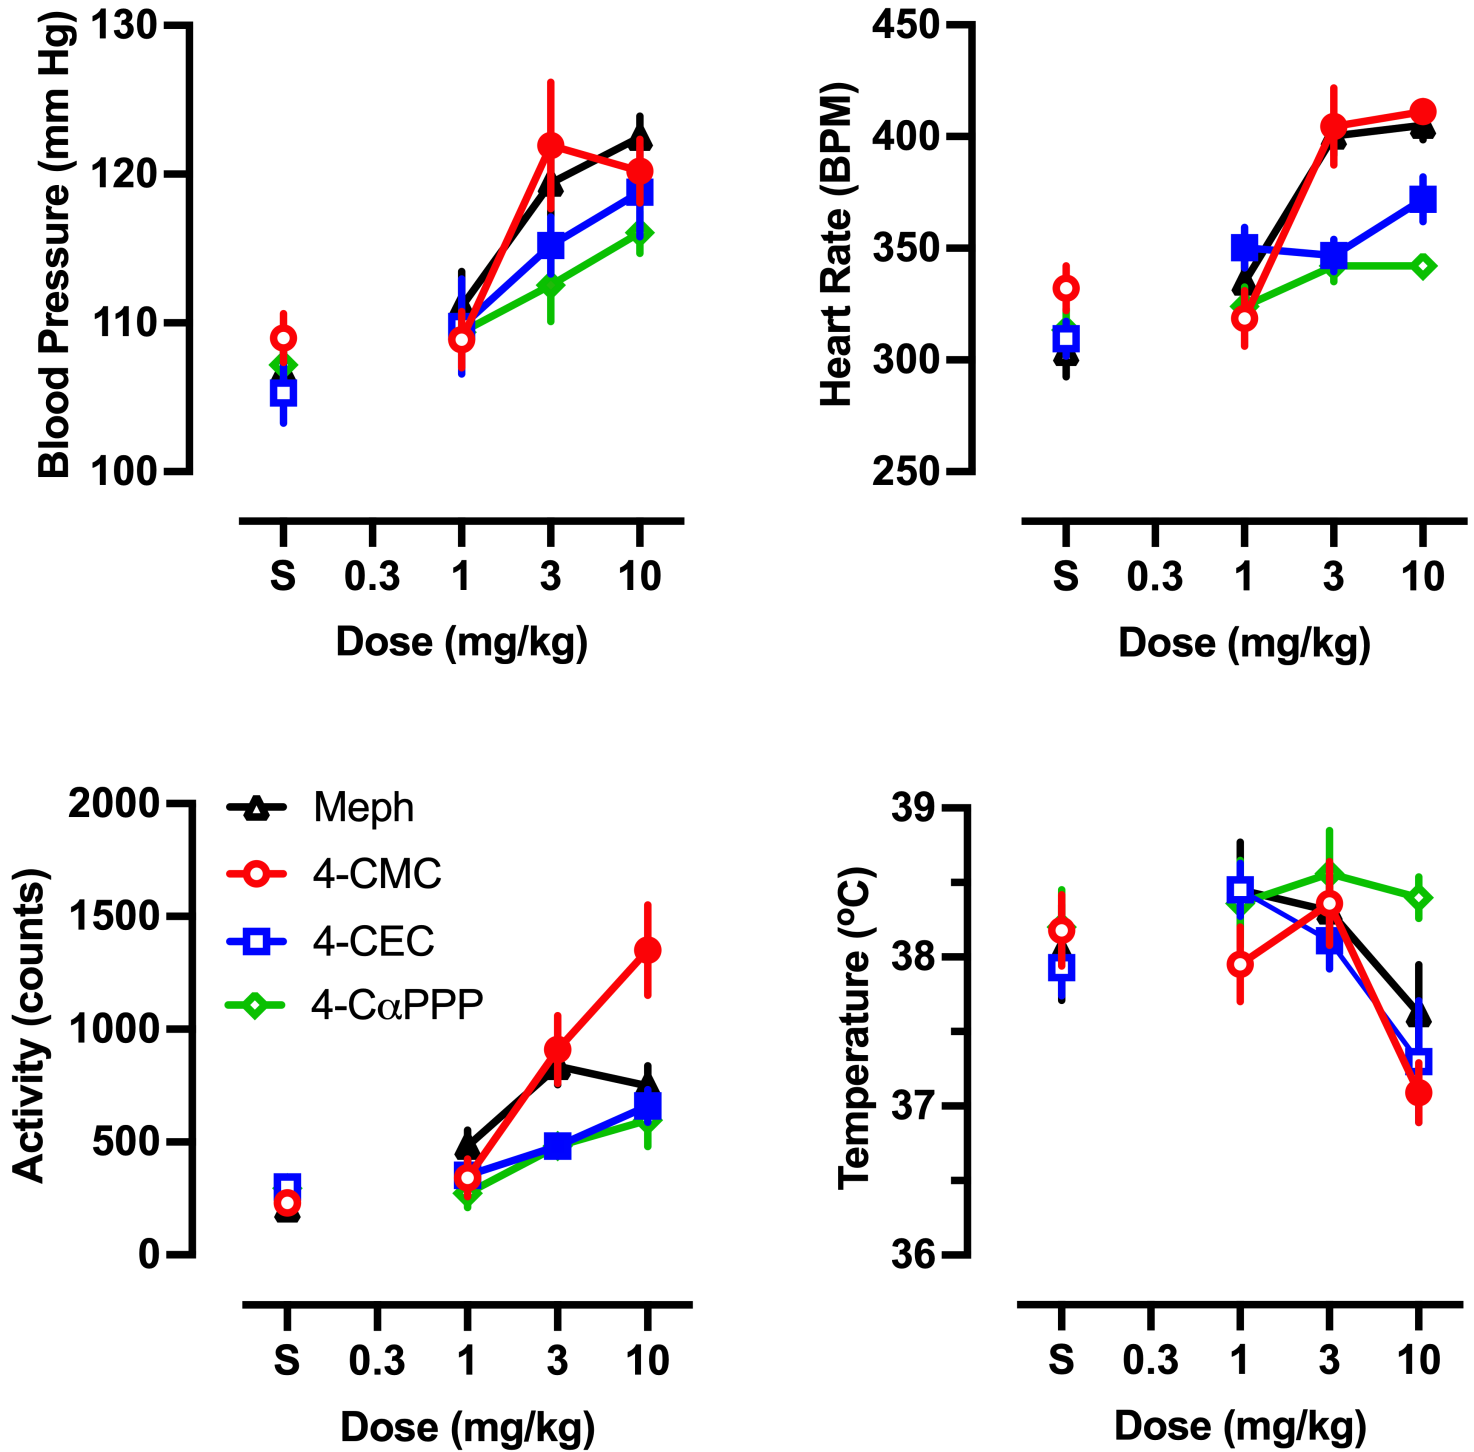 Blood Pressure (mm Hg)
130
120
110
100
S 0.3 1 3 10
Dose (mg/kg)
Heart Rate (BPM)
450
400
350
300
250
S 0.3 1 3 10
Dose (mg/kg)
Activity (counts)
2000
1500
1000
500
0
Meph
4-CMC
4-CEC
4-CαPPP
S 0.3 1 3 10
Dose (mg/kg)
Temperature (ºC)
39
38
37
36
S 0.3 1 3 10
Dose (mg/kg)